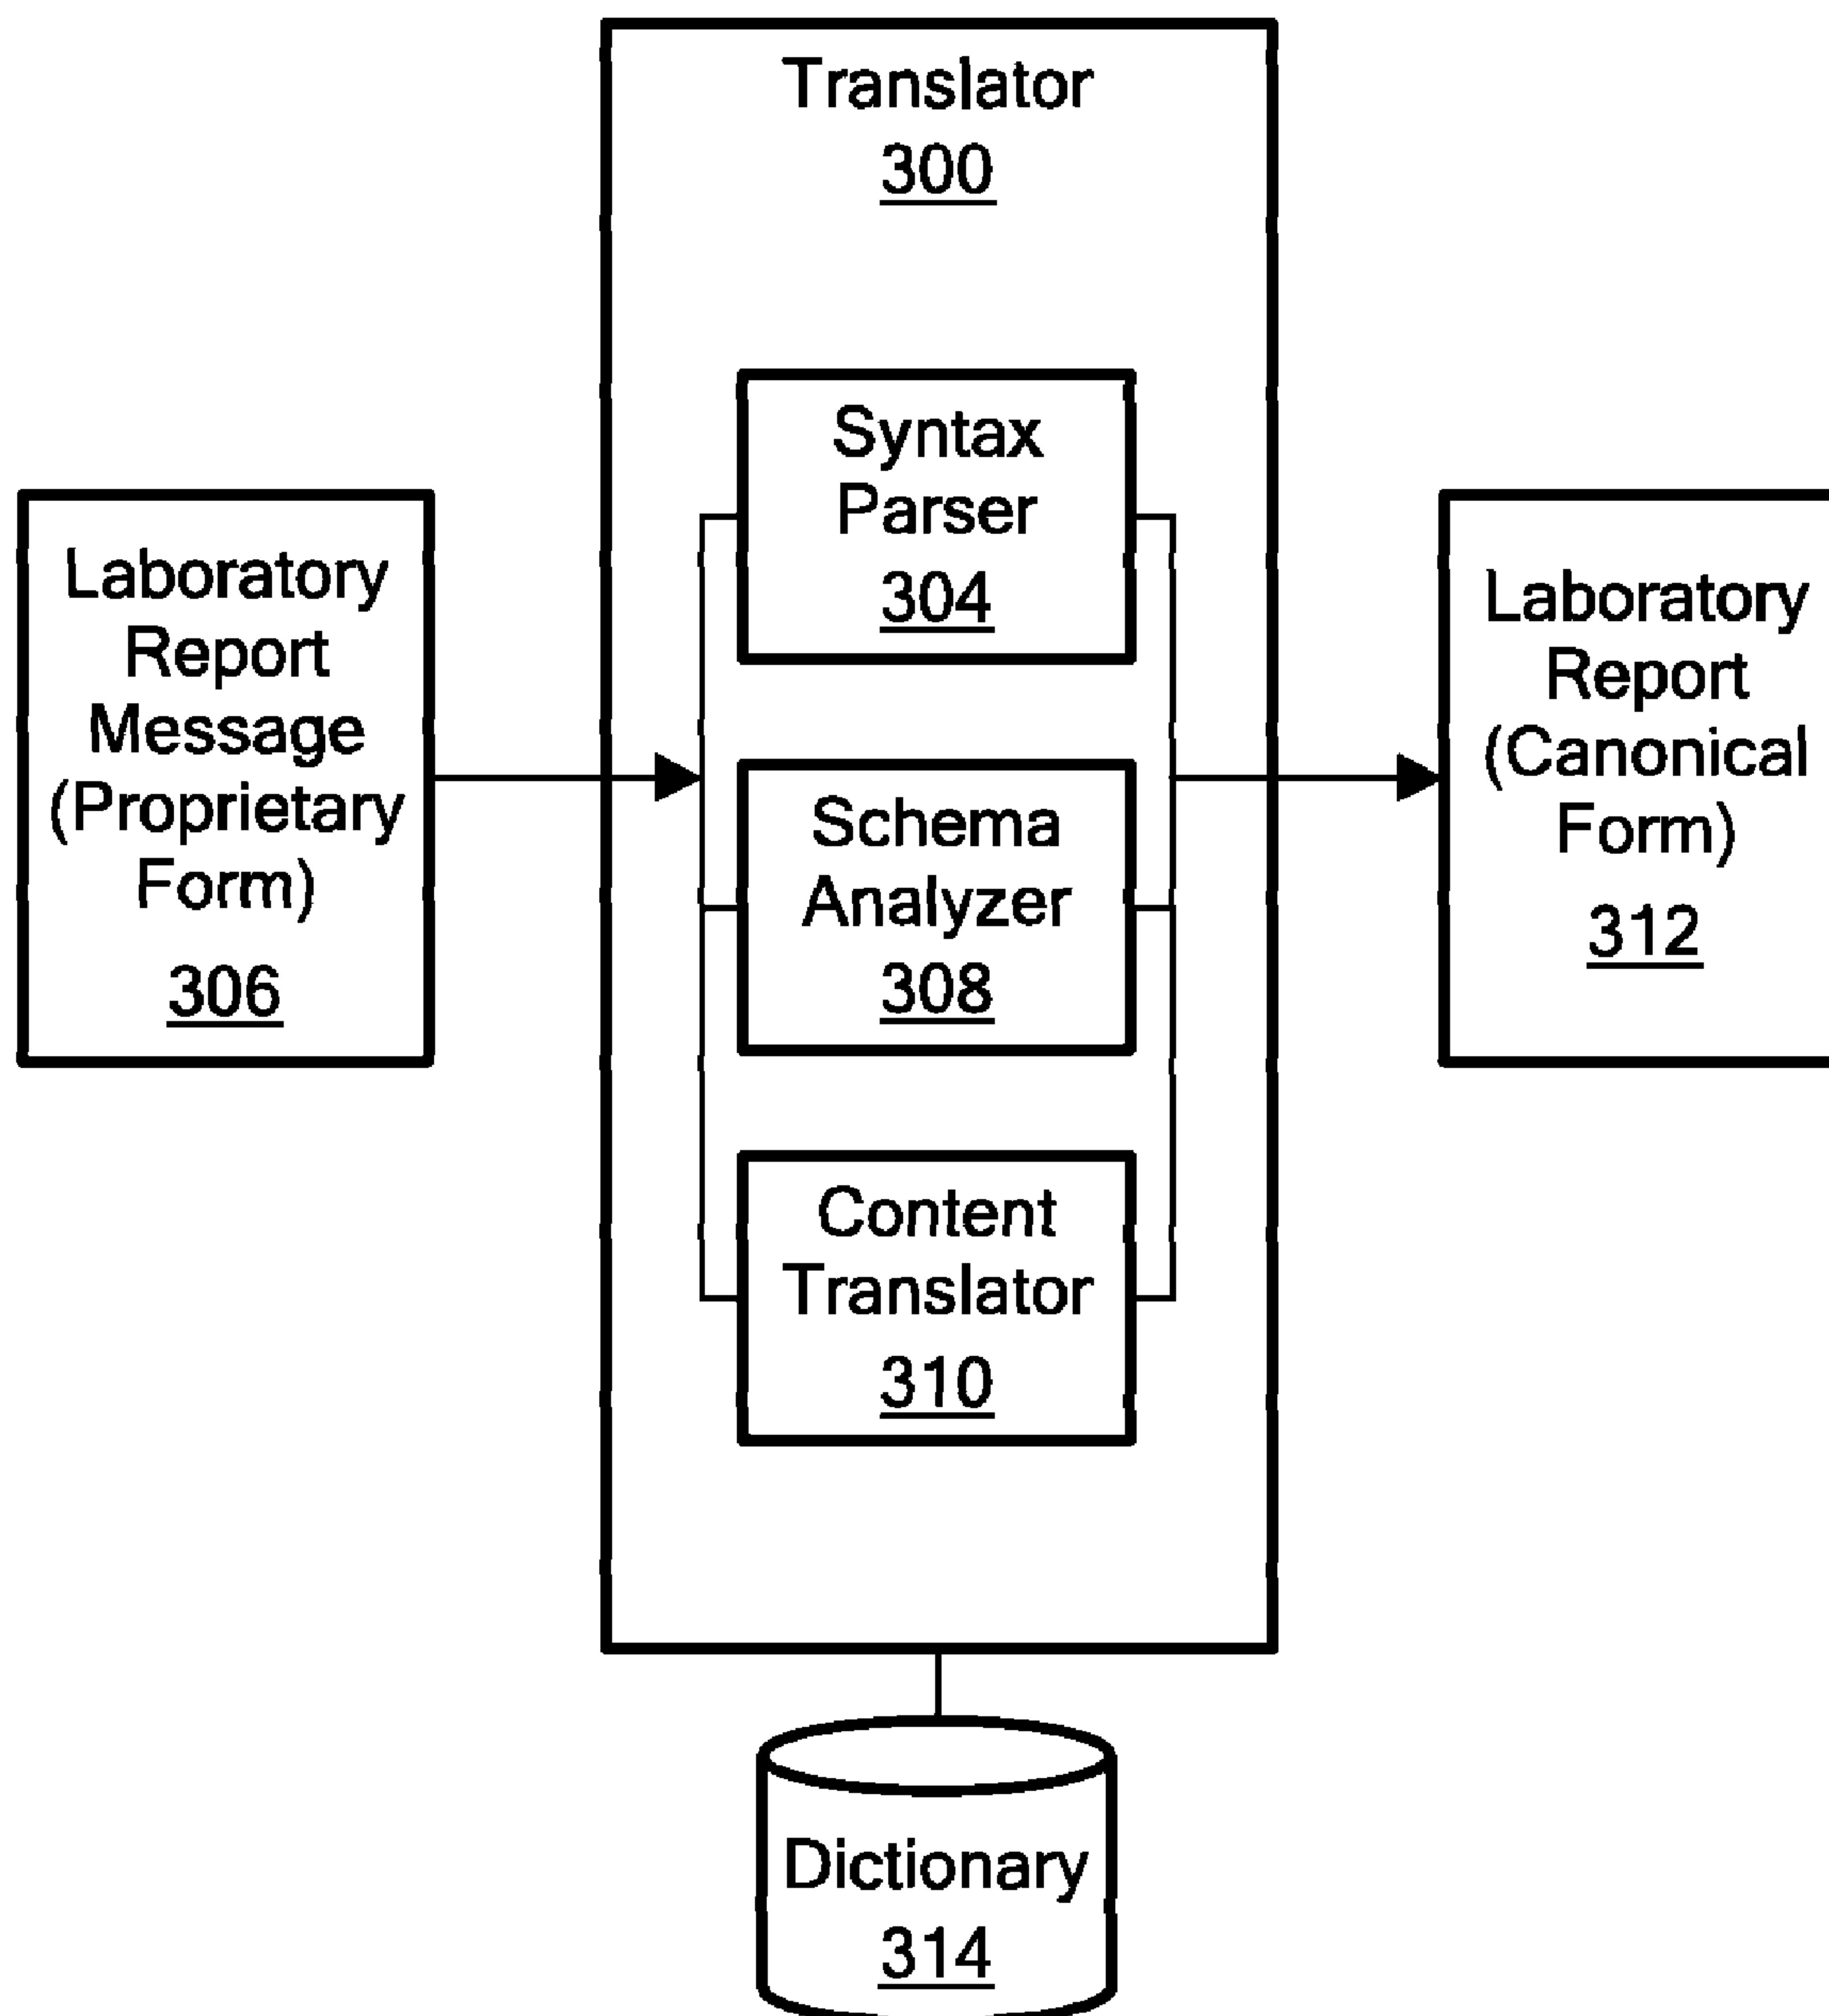 Translator
300
Syntax
Parser
304
Laboratory
Report
Message
(Proprietary
Form)
306
Schema
Analyzer
308
Content
Translator
310
Laboratory
Report
(Canonical
Form)
312
Dictionary
314